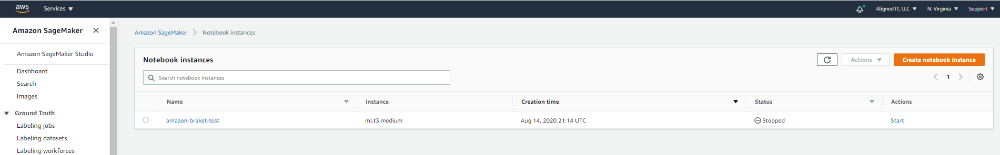 aws Services Aligned IT, LLC N. Virginia Support
Amazon SageMaker
Amazon SageMaker Studio
Dashboard
Search
Images
Ground Truth
Labeling jobs
Labeling datasets
Labeling workforces
Amazon SageMaker > Notebook instances
Notebook instances
Actions Create notebook instance
Search notebook instances
1
Name Instance Creation time Status Actions
amazon-braket-test ml.t3.medium Aug 14, 2020 21:14 UTC Stopped Start